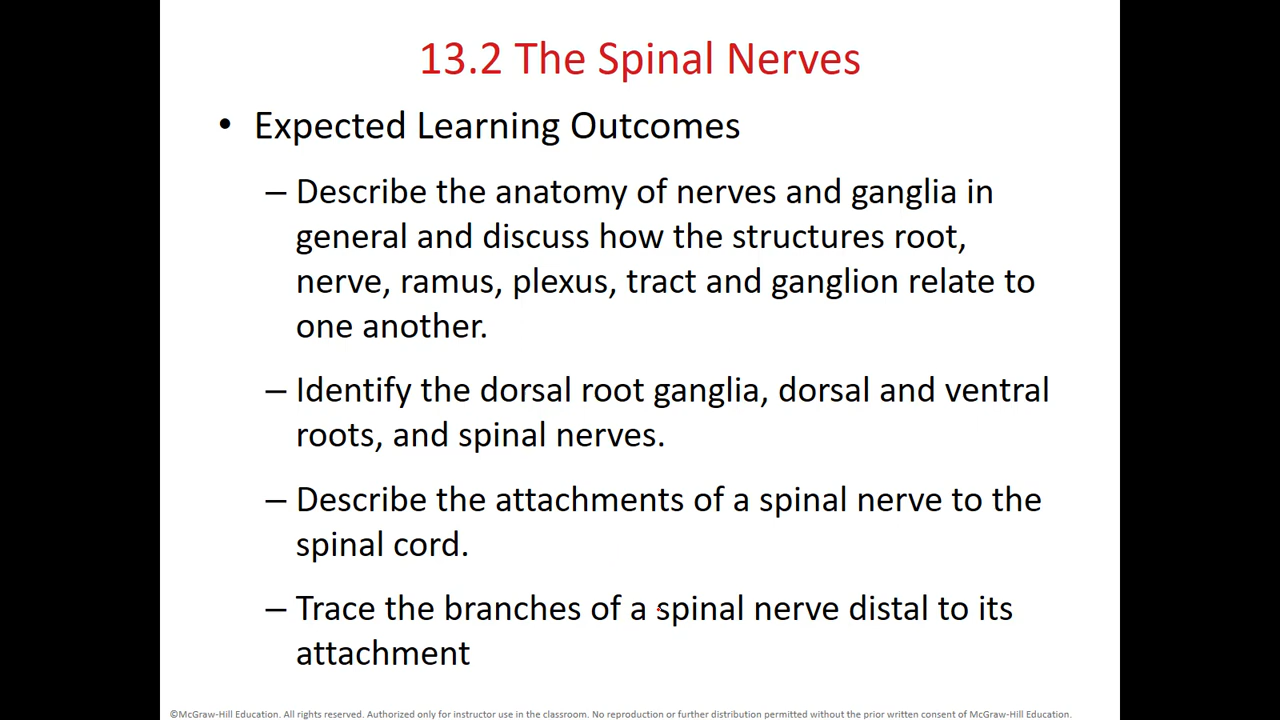 13.2 The Spinal Nerves
• Expected Learning Outcomes
– Describe the anatomy of nerves and ganglia in
general and discuss how the structures root,
nerve, ramus, plexus, tract and ganglion relate to
one another.
– Identify the dorsal root ganglia, dorsal and ventral
roots, and spinal nerves.
– Describe the attachments of a spinal nerve to the
spinal cord.
– Trace the branches of a spinal nerve distal to its
attachment
©McGraw-Hill Education. All rights reserved. Authorized only for instructor use in the classroom. No reproduction or further distribution permitted without the prior written consent of McGraw-Hill Education.